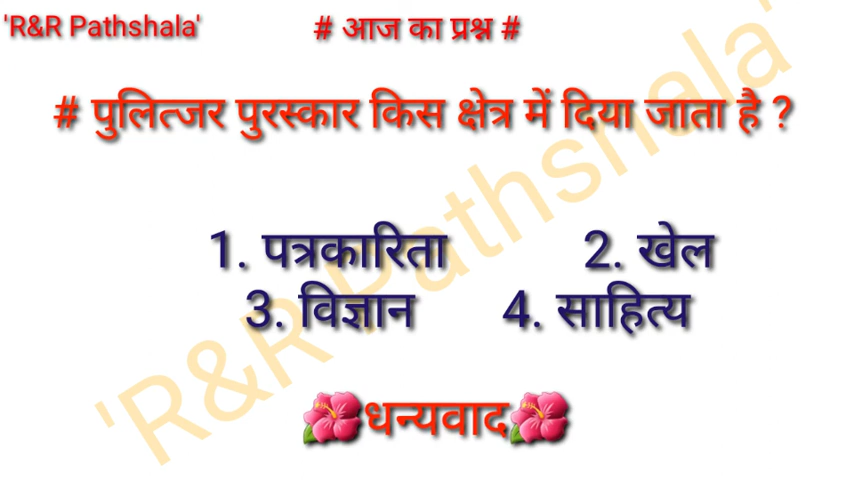 'R&R Pathshala' # आज का प्रश्न #
# पुलित्जर पुरस्कार किस क्षेत्र में दिया जाता है ?
1. पत्रकारिता 2. खेल
3. विज्ञान 4. साहित्य
धन्यवाद
'R&R Pathshala'